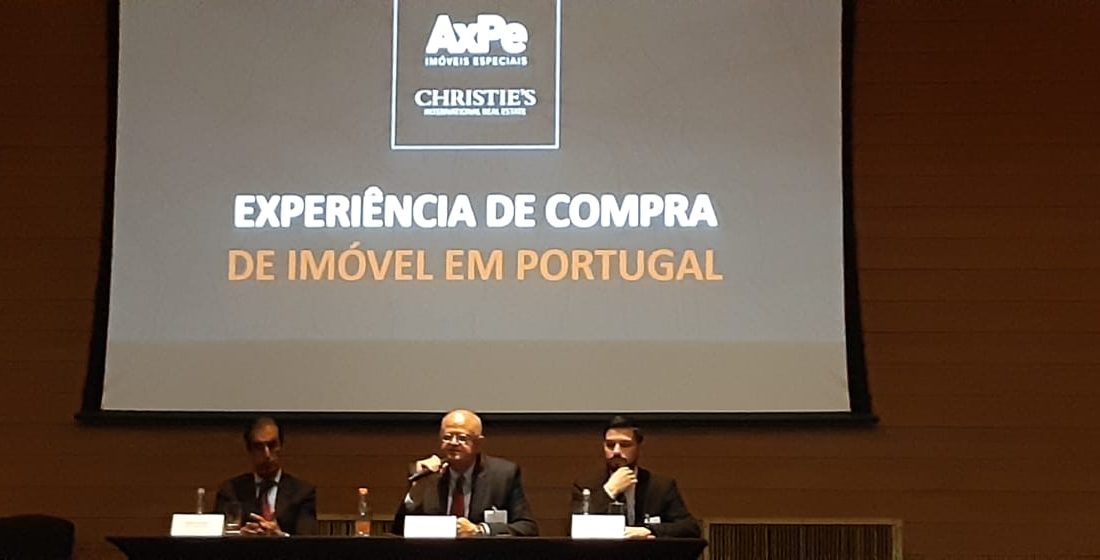 AxPe
IMÓVEIS ESPECIAIS
CHRISTIE'S
INTERNATIONAL REAL ESTATE
EXPERIÊNCIA DE COMPRA
DE IMÓVEL EM PORTUGAL